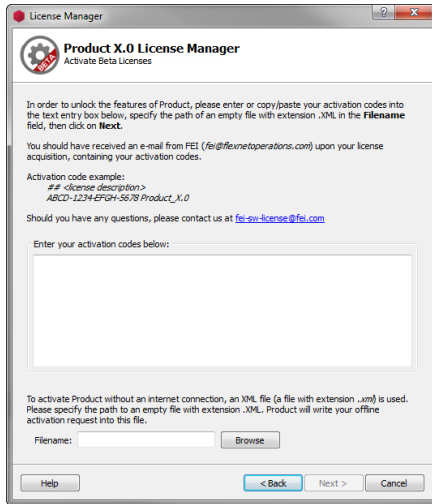 License Manager
BETA
Product X.0 License Manager
Activate Beta Licenses
In order to unlock the features of Product, please enter or copy/paste your activation codes into
the text entry box below, specify the path of an empty file with extension .XML in the Filename
field, then click on Next.
You should have received an e-mail from FEI (fei@flexnetoperations.com) upon your license
acquisition, containing your activation codes.
Activation code example:
## <license description>
ABCD-1234-EFGH-5678 Product_X.0
Should you have any questions, please contact us at fei-sw-license@fei.com
Enter your activation codes below:
To activate Product without an internet connection, an XML file (a file with extension .xml) is used.
Please specify the path to an empty file with extension .XML. Product will write your offline
activation request into this file.
Filename: Browse
Help < Back Next > Cancel